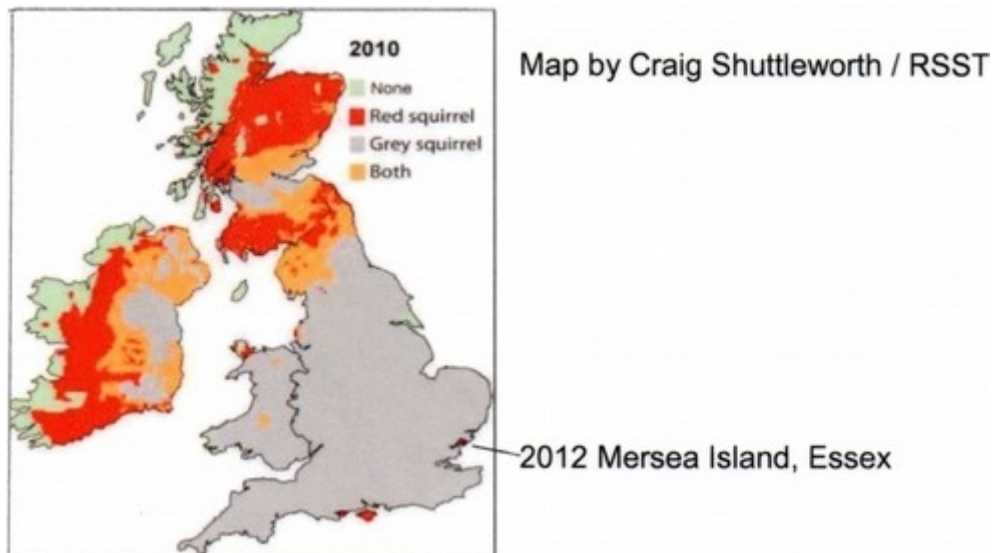 2010
None
Red squirrel
Grey squirrel
Both
Map by Craig Shuttleworth / RSST
2012 Mersea Island, Essex